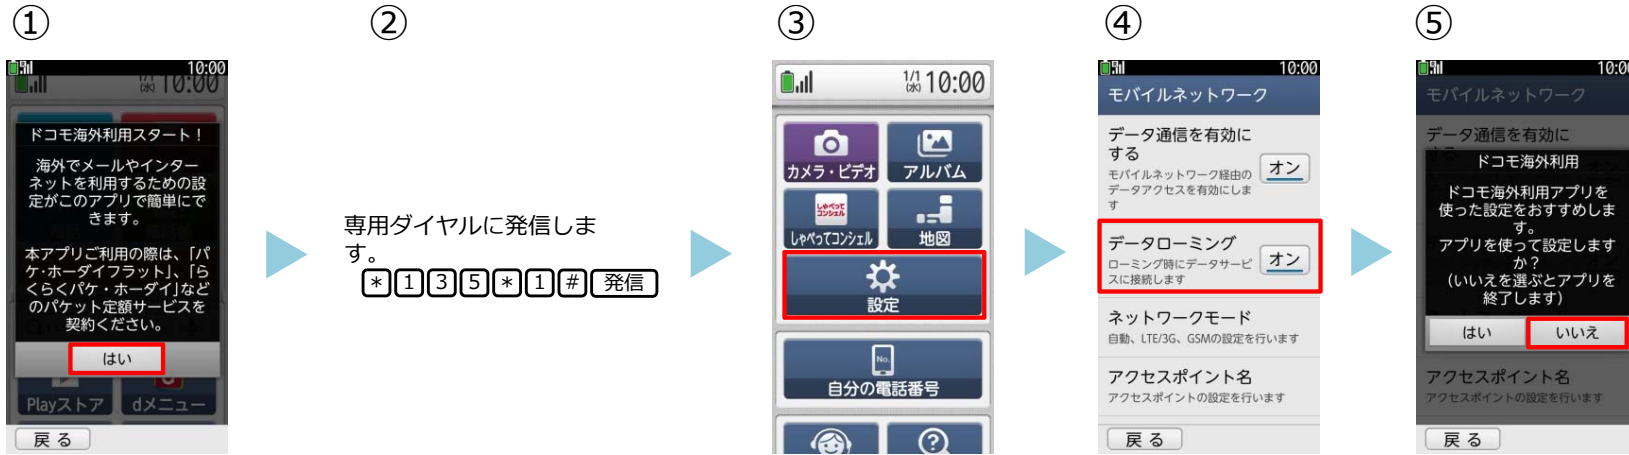 ①
10:00
1/1
(水) 10:00
ドコモ海外利用スタート！
海外でメールやインター
ネットを利用するための設
定がこのアプリで簡単にで
きます。
本アプリご利用の際は、「パ
ケ・ホーダイフラット」、「ら
くらくパケ・ホーダイ」など
のパケット定額サービスを
契約ください。
はい
Playストア
dメニュー
戻る
②
専用ダイヤルに発信しま
す。
*135*1#発信
③
1/1
(水) 10:00
カメラ・ビデオ
アルバム
しゃべって
コンシェル
しゃべってコンシェル
地図
設定
No.
自分の電話番号
④
10:00
モバイルネットワーク
データ通信を有効に
する
モバイルネットワーク経由の
データアクセスを有効にしま
す
オン
データローミング
ローミング時にデータサービ
スに接続します
オン
ネットワークモード
自動、LTE/3G、GSMの設定を行います
アクセスポイント名
アクセスポイントの設定を行います
戻る
⑤
10:00
モバイルネットワーク
データ通信を有効に
ドコモ海外利用
ドコモ海外利用アプリを
使った設定をおすすめしま
す。
アプリを使って設定します
か？
（いいえを選ぶとアプリを
終了します）
はい
いいえ
アクセスポイント名
アクセスポイントの設定を行います
戻る